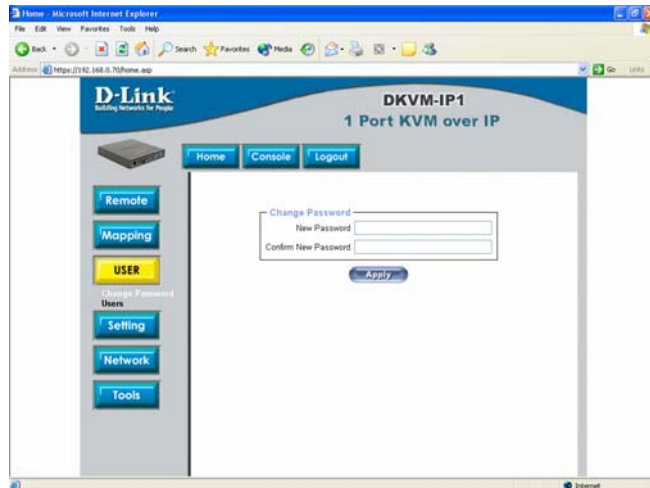 Home - Microsoft Internet Explorer
File Edit View Favorites Tools Help
Back Search Favorites Media
Address https://192.168.0.70/home.asp Go Links
D-Link
Building Networks for People
DKVM-IP1
1 Port KVM over IP
Home Console Logout
Remote
Mapping
USER
Change Password
Users
Setting
Network
Tools
Change Password
New Password
Confirm New Password
Apply
Internet